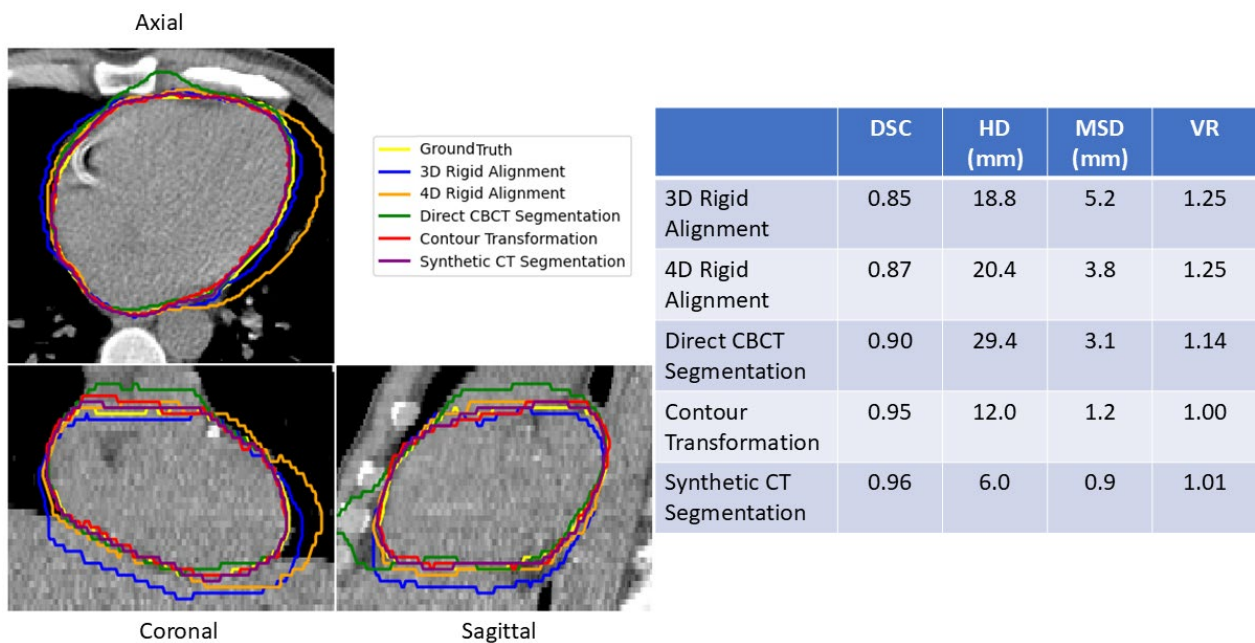 Axial
GroundTruth
3D Rigid Alignment
4D Rigid Alignment
Direct CBCT Segmentation
Contour Transformation
Synthetic CT Segmentation
Coronal
Sagittal
DSC HD MSD VR
(mm) (mm)
3D Rigid 0.85 18.8 5.2 1.25
Alignment
4D Rigid 0.87 20.4 3.8 1.25
Alignment
Direct CBCT 0.90 29.4 3.1 1.14
Segmentation
Contour 0.95 12.0 1.2 1.00
Transformation
Synthetic CT 0.96 6.0 0.9 1.01
Segmentation